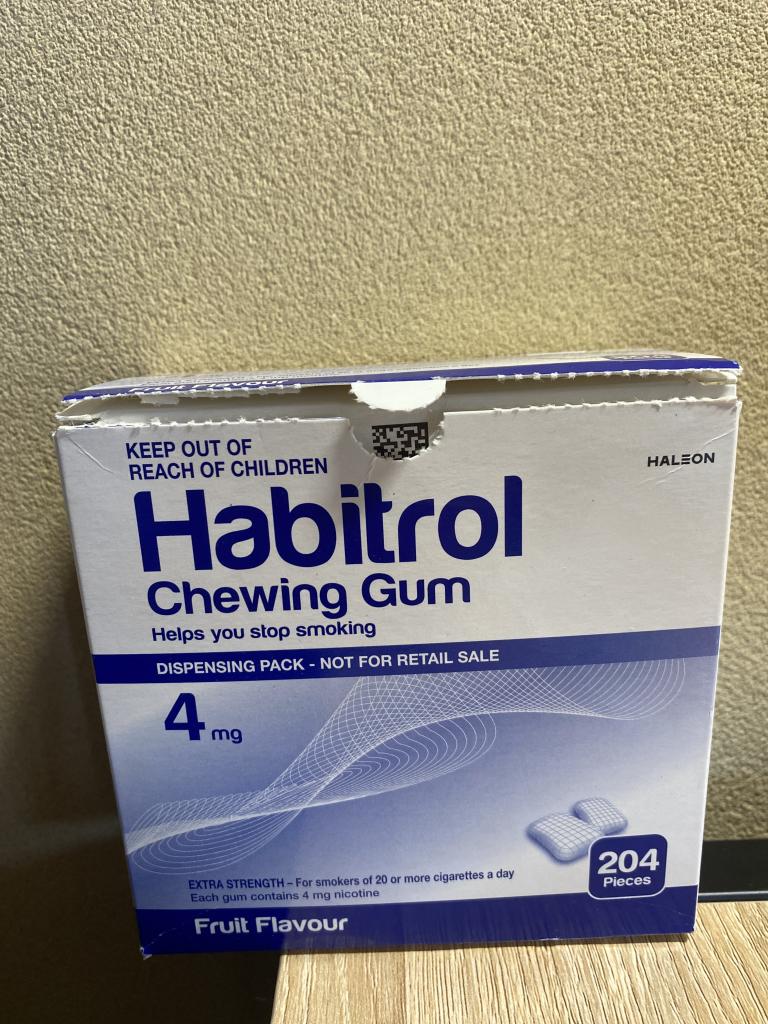 Fruit Flavour
KEEP OUT OF
REACH OF CHILDREN
HALEON
Habitrol
Chewing Gum
Helps you stop smoking
DISPENSING PACK - NOT FOR RETAIL SALE
4 mg
204
Pieces
EXTRA STRENGTH – For smokers of 20 or more cigarettes a day
Each gum contains 4 mg nicotine
Fruit Flavour